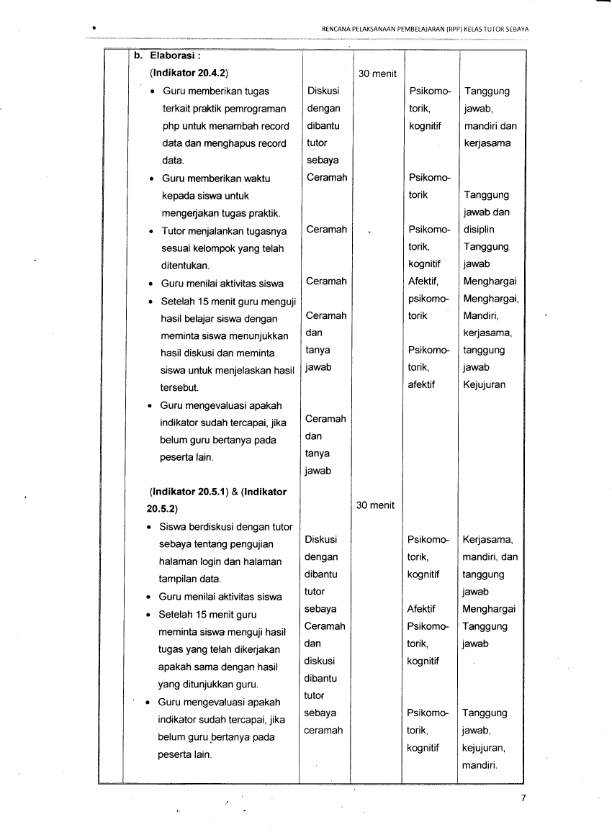 RENCANA PELAKSANAAN PEMBELAJARAN (RPP) KELAS TUTOR SEBAYA
b. Elaborasi :
(Indikator 20.4.2)
30 menit
• Guru memberikan tugas
terkait praktik pemrograman
php untuk menambah record
data dan menghapus record
data.
Diskusi
dengan
dibantu
tutor
sebaya
Psikomo-
torik,
kognitif
Tanggung
jawab,
mandiri dan
kerjasama
• Guru memberikan waktu
kepada siswa untuk
mengerjakan tugas praktik.
Ceramah
Psikomo-
torik
Tanggung
jawab dan
disiplin
• Tutor menjalankan tugasnya
sesuai kelompok yang telah
ditentukan.
Ceramah
Psikomo-
torik,
kognitif
Tanggung
jawab
• Guru menilai aktivitas siswa
Ceramah
Afektif,
psikomo-
torik
Menghargai
• Setelah 15 menit guru menguji
hasil belajar siswa dengan
meminta siswa menunjukkan
hasil diskusi dan meminta
siswa untuk menjelaskan hasil
tersebut.
Ceramah
dan
tanya
jawab
Psikomo-
torik,
afektif
Menghargai,
Mandiri,
kerjasama,
tanggung
jawab
Kejujuran
• Guru mengevaluasi apakah
indikator sudah tercapai, jika
belum guru bertanya pada
peserta lain.
Ceramah
dan
tanya
jawab
(Indikator 20.5.1) & (Indikator
20.5.2)
30 menit
• Siswa berdiskusi dengan tutor
sebaya tentang pengujian
halaman login dan halaman
tampilan data.
Diskusi
dengan
dibantu
tutor
sebaya
Psikomo-
torik,
kognitif
Kerjasama,
mandiri, dan
tanggung
jawab
• Guru menilai aktivitas siswa
Afektif
Menghargai
• Setelah 15 menit guru
meminta siswa menguji hasil
tugas yang telah dikerjakan
apakah sama dengan hasil
yang ditunjukkan guru.
Ceramah
dan
diskusi
dibantu
tutor
sebaya
Psikomo-
torik,
kognitif
Tanggung
jawab
• Guru mengevaluasi apakah
indikator sudah tercapai, jika
belum guru bertanya pada
peserta lain.
ceramah
Psikomo-
torik,
kognitif
Tanggung
jawab,
kejujuran,
mandiri.
7